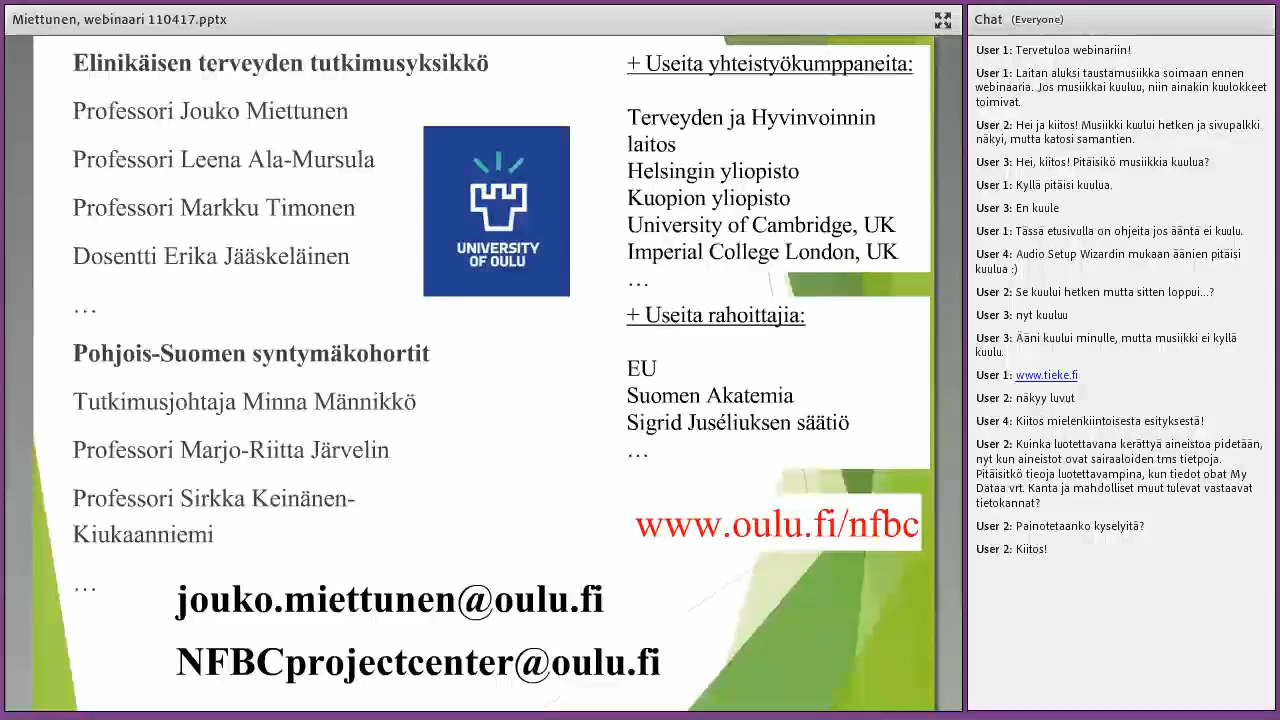 Miettunen, webinaari 110417.pptx
Elinikäisen terveyden tutkimusyksikkö
Professori Jouko Miettunen
Professori Leena Ala-Mursula
Professori Markku Timonen
Dosentti Erika Jääskeläinen
…
Pohjois-Suomen syntymäkohortit
Tutkimusjohtaja Minna Männikkö
Professori Marjo-Riitta Järvelin
Professori Sirkka Keinänen-
Kiukaanniemi
…
UNIVERSITY
OF OULU
+ Useita yhteistyökumppaneita:
Terveyden ja Hyvinvoinnin
laitos
Helsingin yliopisto
Kuopion yliopisto
University of Cambridge, UK
Imperial College London, UK
…
+ Useita rahoittajia:
EU
Suomen Akatemia
Sigrid Juséliuksen säätiö
…
www.oulu.fi/nfbc
jouko.miettunen@oulu.fi
NFBCprojectcenter@oulu.fi
Chat (Everyone)
User 1: Tervetuloa webinariin!
User 1: Laitan aluksi taustamusiikka soimaan ennen
webinaaria. Jos musiikkai kuuluu, niin ainakin kuulokkeet
toimivat.
User 2: Hei ja kiitos! Musiikki kuului hetken ja sivupalkki
näkyi, mutta katosi samantien.
User 3: Hei, kiitos! Pitäisikö musiikkia kuulua?
User 1: Kyllä pitäisi kuulua.
User 3: En kuule
User 1: Tässä etusivulla on ohjeita jos ääntä ei kuulu.
User 4: Audio Setup Wizardin mukaan äänien pitäisi
kuulua :)
User 2: Se kuului hetken mutta sitten loppui...?
User 3: nyt kuuluu
User 3: Ääni kuului minulle, mutta musiikki ei kyllä
kuulu.
User 1: www.tieke.fi
User 2: näkyy luvut
User 4: Kiitos mielenkiintoisesta esityksestä!
User 2: Kuinka luotettavana kerättyä aineistoa pidetään,
nyt kun aineistot ovat sairaaloiden tms tietpoja.
Pitäisitkö tieoja luotettavampina, kun tiedot obat My
Dataa vrt. Kanta ja mahdolliset muut tulevat vastaavat
tietokannat?
User 2: Painotetaanko kyselyitä?
User 2: Kiitos!